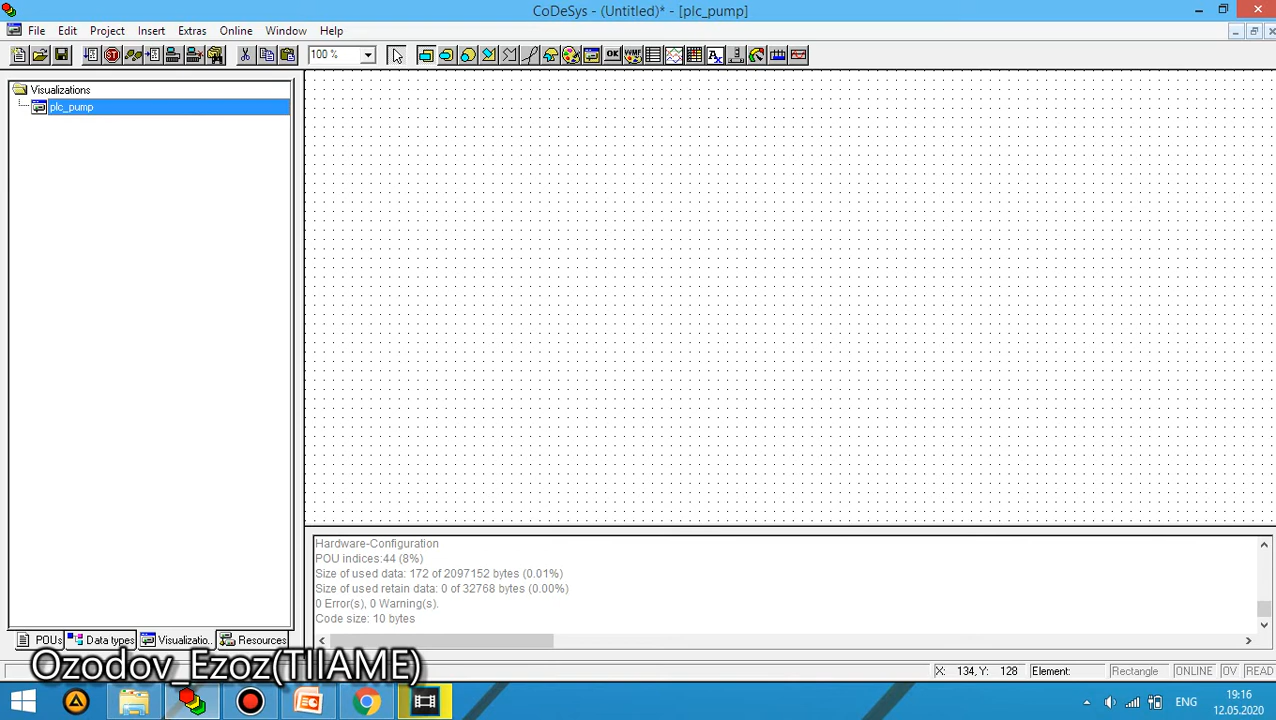 CoDeSys - (Untitled)* - [plc_pump]
File Edit Project Insert Extras Online Window Help
100 %
OK
WMF
Visualizations
plc_pump
Hardware-Configuration
POU indices:44 (8%)
Size of used data: 172 of 2097152 bytes (0.01%)
Size of used retain data: 0 of 32768 bytes (0.00%)
0 Error(s), 0 Warning(s).
Code size: 10 bytes
POUs Data types Visualizatio.. Resources
Ozodov_Ezoz(TIIAME)
X: 134,Y: 128 Element: Rectangle ONLINE OV READ
ENG
19:16
12.05.2020